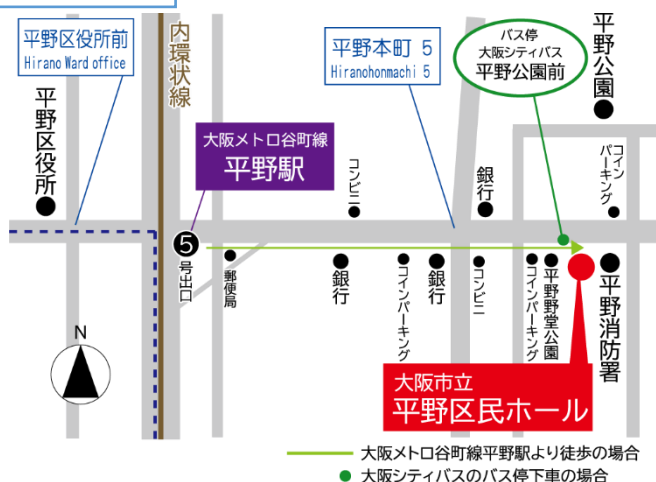 平野区役所前
Hirano Ward office
内環状線
平野本町 5
Hiranohonmachi 5
バス停
大阪シティバス
平野公園前
平野公園
平野区役所
大阪メトロ谷町線
平野駅
コンビニ
銀行
コイン
パーキング
5
号出口
郵便局
銀行
コインパーキング
銀行
コンビニ
コインパーキング
平野野堂公園
平野消防署
N
大阪市立
平野区民ホール
大阪メトロ谷町線平野駅より徒歩の場合
大阪シティバスのバス停下車の場合